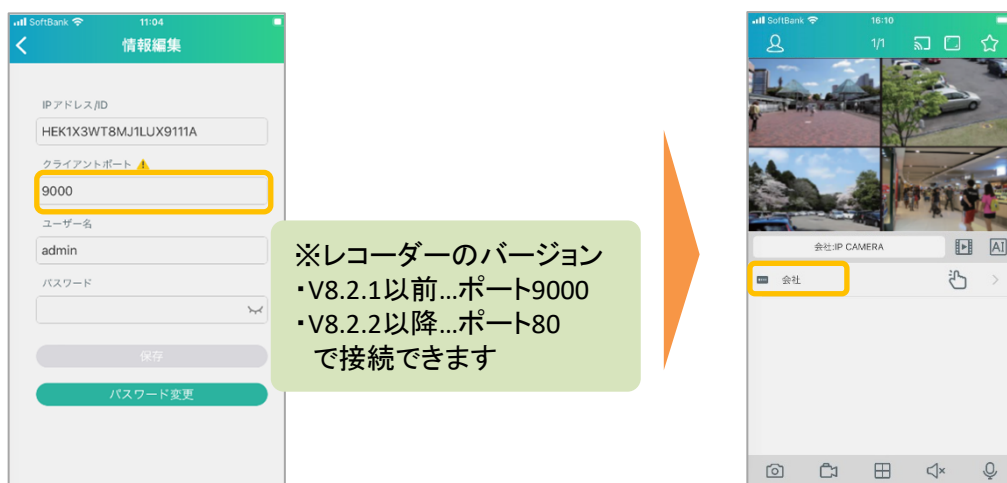 SoftBank 11:04
情報編集
IPアドレス/ID
HEK1X3WT8MJ1LUX9111A
クライアントポート
9000
ユーザー名
admin
パスワード
保存
パスワード変更
※レコーダーのバージョン
・V8.2.1以前…ポート9000
・V8.2.2以降…ポート80
で接続できます
SoftBank 16:10
1/1
会社:IP CAMERA
AI
会社